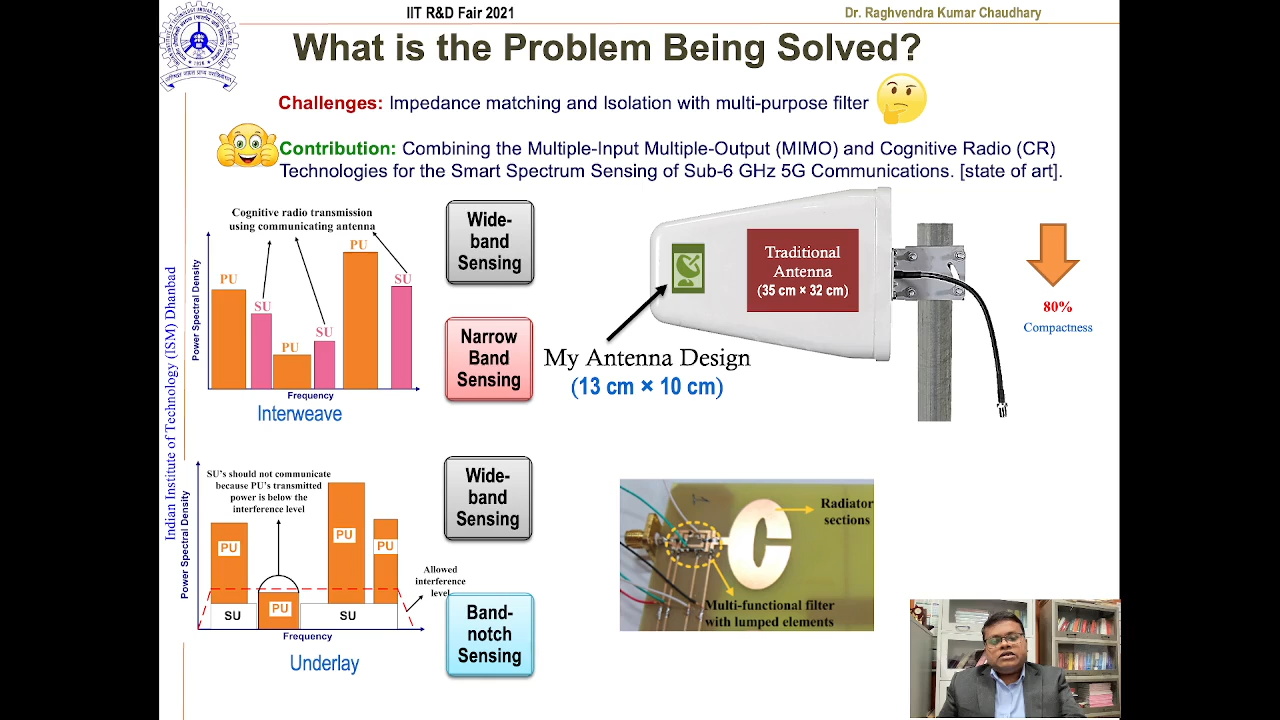 IIT R&D Fair 2021
Dr. Raghvendra Kumar Chaudhary
What is the Problem Being Solved?
Challenges: Impedance matching and Isolation with multi-purpose filter
Contribution: Combining the Multiple-Input Multiple-Output (MIMO) and Cognitive Radio (CR)
Technologies for the Smart Spectrum Sensing of Sub-6 GHz 5G Communications. [state of art].
Indian Institute of Technology (ISM) Dhanbad
Cognitive radio transmission
using communicating antenna
Power Spectral Density
PU
SU
PU
SU
PU
SU
Frequency
Interweave
Wide-
band
Sensing
Narrow
Band
Sensing
Traditional
Antenna
(35 cm × 32 cm)
My Antenna Design
(13 cm × 10 cm)
80%
Compactness
SU's should not communicate
because PU's transmitted
power is below the
interference level
Power Spectral Density
PU
PU
PU
PU
SU
SU
Allowed
interference
level
Frequency
Underlay
Wide-
band
Sensing
Band-
notch
Sensing
Radiator
sections
Multi-functional filter
with lumped elements